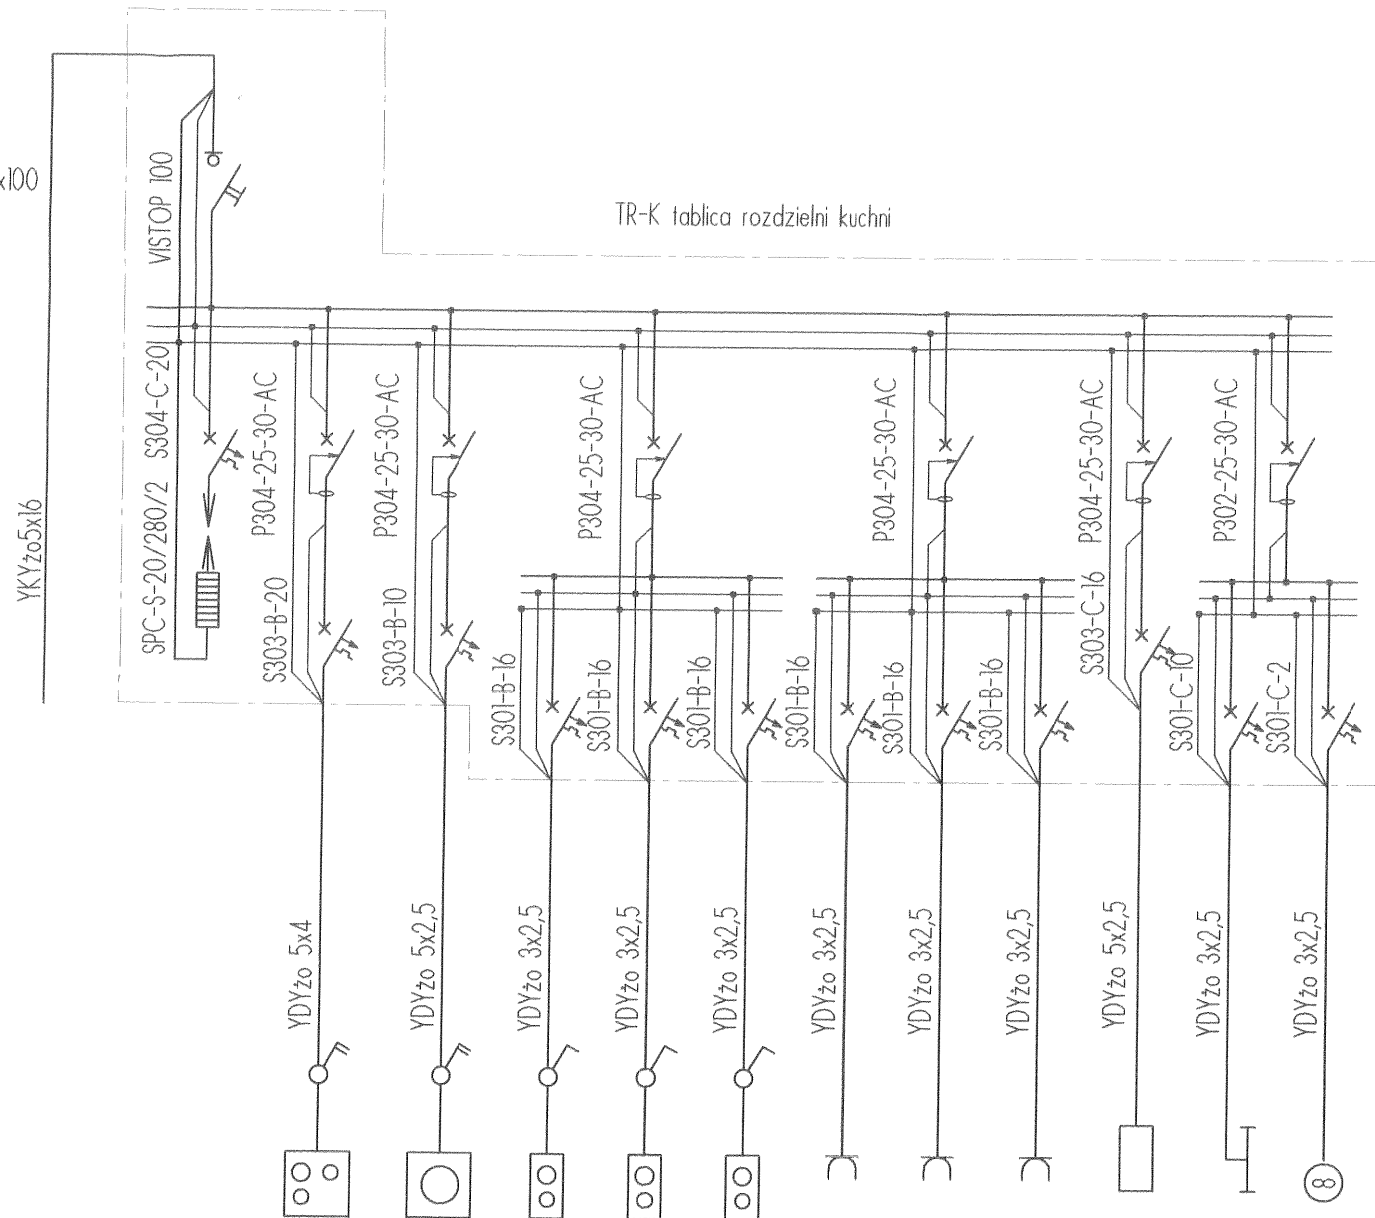 x100
TR-K tablica rozdzielni kuchni
VISTOP 100
YKYżo5x16
SPC-S-20/280/2 S304-C-20
P304-25-30-AC
P304-25-30-AC
P304-25-30-AC
P304-25-30-AC
P304-25-30-AC
P302-25-30-AC
S303-B-20
S303-B-10
S301-B-16
S301-B-16
S301-B-16
S301-B-16
S301-B-16
S301-B-16
S303-C-16
S301-C-10
S301-C-2
YDYżo 5x4
YDYżo 5x2,5
YDYżo 3x2,5
YDYżo 3x2,5
YDYżo 3x2,5
YDYżo 3x2,5
YDYżo 3x2,5
YDYżo 3x2,5
YDYżo 5x2,5
YDYżo 3x2,5
YDYżo 3x2,5
8